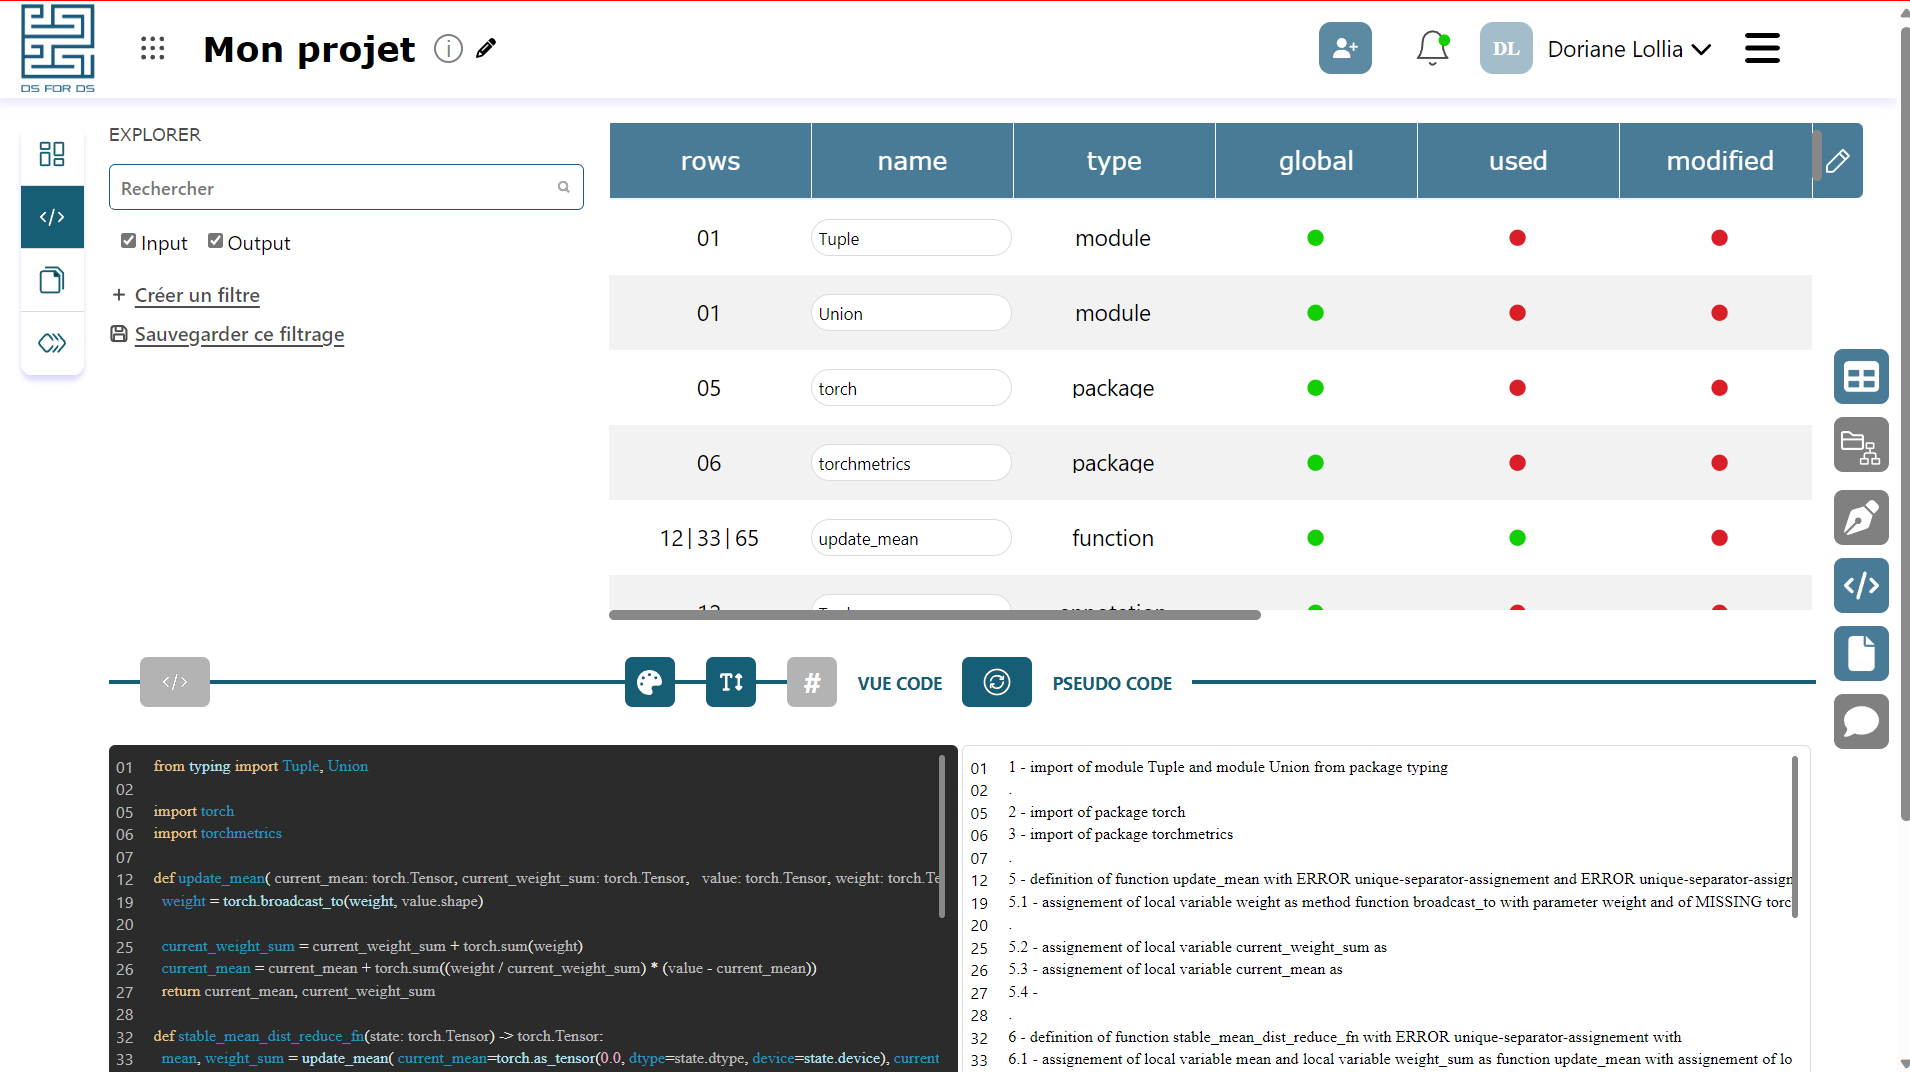 DS FOR DS
Mon projet
DL
Doriane Lollia
EXPLORER
Rechercher
Input Output
+ Créer un filtre
Sauvegarder ce filtrage
rows name type global used modified
01 Tuple module
01 Union module
05 torch package
06 torchmetrics package
12|33|65 update_mean function
</>
T
#
VUE CODE
PSEUDO CODE
01 from typing import Tuple, Union
02
05 import torch
06 import torchmetrics
07
12 def update_mean( current_mean: torch.Tensor, current_weight_sum: torch.Tensor, value: torch.Tensor, weight: torch.Te
19 weight = torch.broadcast_to(weight, value.shape)
20
25 current_weight_sum = current_weight_sum + torch.sum(weight)
26 current_mean = current_mean + torch.sum((weight / current_weight_sum) * (value - current_mean))
27 return current_mean, current_weight_sum
28
32 def stable_mean_dist_reduce_fn(state: torch.Tensor) -> torch.Tensor:
33 mean, weight_sum = update_mean( current_mean=torch.as_tensor(0.0, dtype=state.dtype, device=state.device), current
01 1 - import of module Tuple and module Union from package typing
02 .
05 2 - import of package torch
06 3 - import of package torchmetrics
07 .
12 5 - definition of function update_mean with ERROR unique-separator-assignement and ERROR unique-separator-assign
19 5.1 - assignement of local variable weight as method function broadcast_to with parameter weight and of MISSING torc
20 .
25 5.2 - assignement of local variable current_weight_sum as
26 5.3 - assignement of local variable current_mean as
27 5.4 -
28 .
32 6 - definition of function stable_mean_dist_reduce_fn with ERROR unique-separator-assignement with
33 6.1 - assignement of local variable mean and local variable weight_sum as function update_mean with assignement of lo